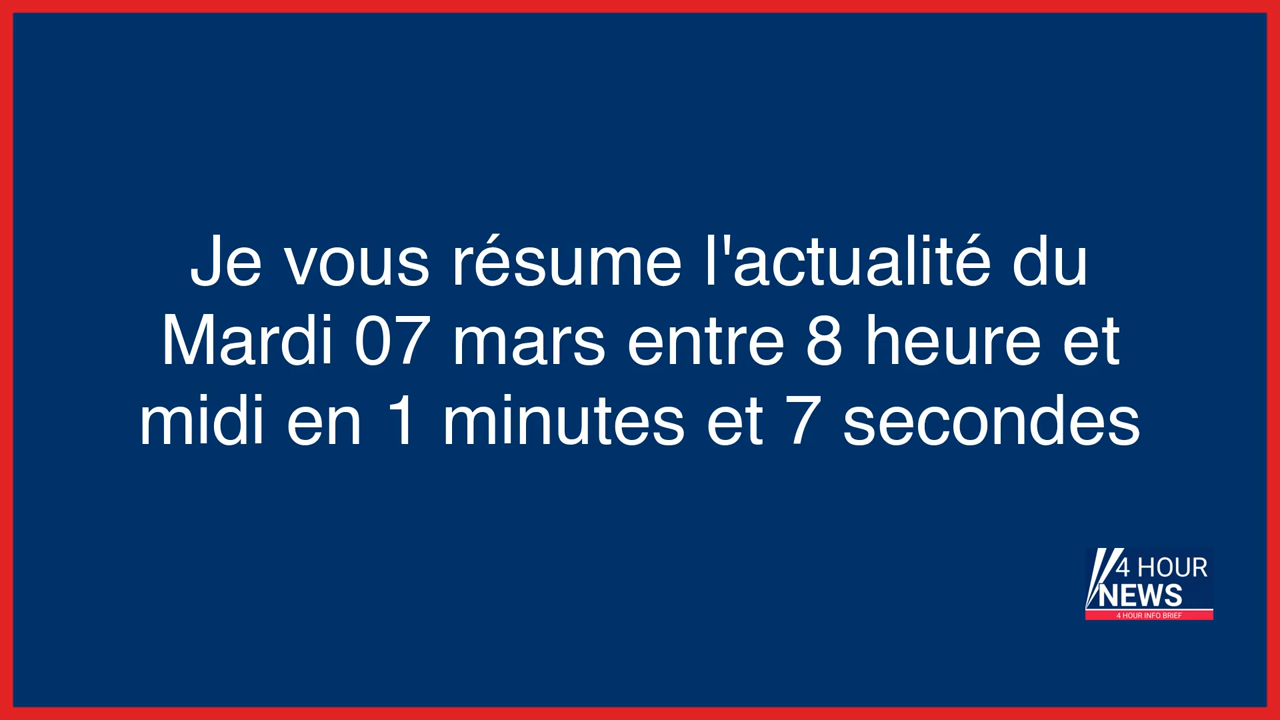 Je vous résume l'actualité du
Mardi 07 mars entre 8 heure et
midi en 1 minutes et 7 secondes
4 HOUR
NEWS
4 HOUR INFO BRIEF